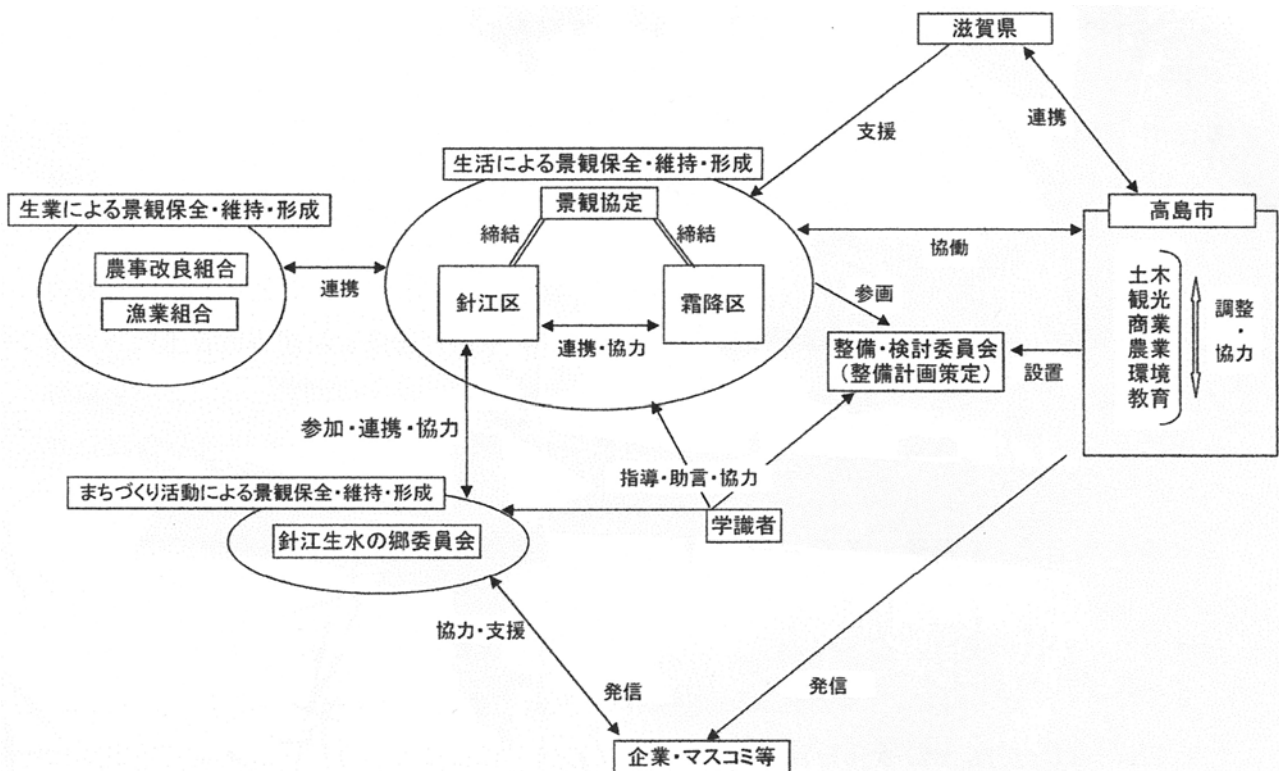 滋賀県
支援
連携
生活による景観保全・維持・形成
景観協定
締結
締結
針江区
霜降区
連携・協力
生業による景観保全・維持・形成
農事改良組合
漁業組合
連携
協働
高島市
土木
観光
商業
農業
環境
教育
調整・協力
参画
整備・検討委員会
（整備計画策定）
設置
参加・連携・協力
指導・助言・協力
学識者
まちづくり活動による景観保全・維持・形成
針江生水の郷委員会
協力・支援
発信
発信
企業・マスコミ等